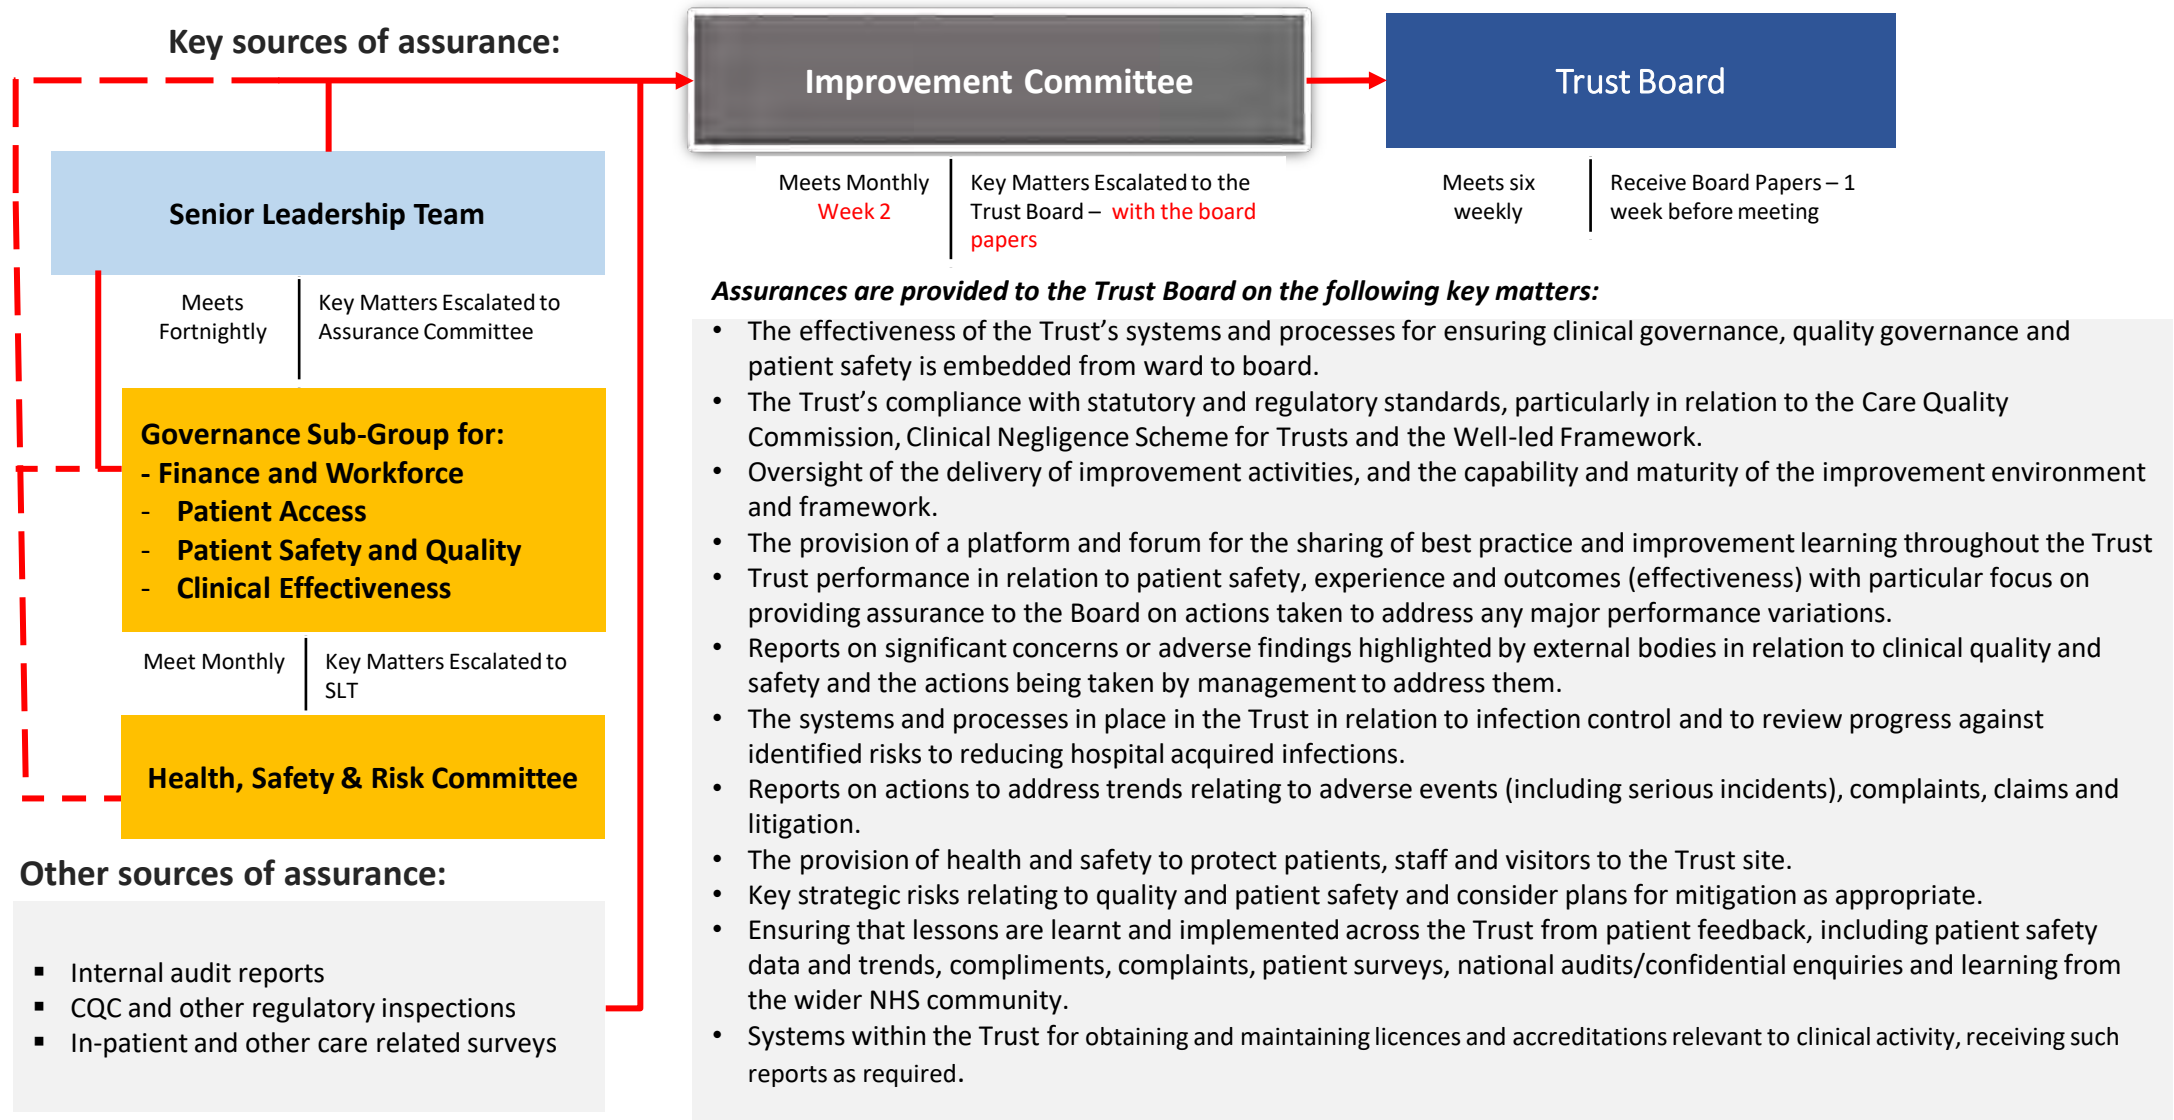 Key sources of assurance:
Improvement Committee
Trust Board
Senior Leadership Team
Meets Monthly
Week 2
Key Matters Escalated to the
Trust Board – with the board
papers
Meets six
weekly
Receive Board Papers – 1
week before meeting
Meets
Fortnightly
Key Matters Escalated to
Assurance Committee
Governance Sub-Group for:
- Finance and Workforce
- Patient Access
- Patient Safety and Quality
- Clinical Effectiveness
Meet Monthly
Key Matters Escalated to
SLT
Health, Safety & Risk Committee
Other sources of assurance:
▪ Internal audit reports
▪ CQC and other regulatory inspections
▪ In-patient and other care related surveys
Assurances are provided to the Trust Board on the following key matters:
• The effectiveness of the Trust’s systems and processes for ensuring clinical governance, quality governance and
patient safety is embedded from ward to board.
• The Trust’s compliance with statutory and regulatory standards, particularly in relation to the Care Quality
Commission, Clinical Negligence Scheme for Trusts and the Well-led Framework.
• Oversight of the delivery of improvement activities, and the capability and maturity of the improvement environment
and framework.
• The provision of a platform and forum for the sharing of best practice and improvement learning throughout the Trust
• Trust performance in relation to patient safety, experience and outcomes (effectiveness) with particular focus on
providing assurance to the Board on actions taken to address any major performance variations.
• Reports on significant concerns or adverse findings highlighted by external bodies in relation to clinical quality and
safety and the actions being taken by management to address them.
• The systems and processes in place in the Trust in relation to infection control and to review progress against
identified risks to reducing hospital acquired infections.
• Reports on actions to address trends relating to adverse events (including serious incidents), complaints, claims and
litigation.
• The provision of health and safety to protect patients, staff and visitors to the Trust site.
• Key strategic risks relating to quality and patient safety and consider plans for mitigation as appropriate.
• Ensuring that lessons are learnt and implemented across the Trust from patient feedback, including patient safety
data and trends, compliments, complaints, patient surveys, national audits/confidential enquiries and learning from
the wider NHS community.
• Systems within the Trust for obtaining and maintaining licences and accreditations relevant to clinical activity, receiving such
reports as required.